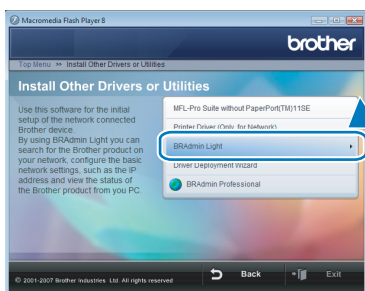 Macromedia Flash Player 8
brother
Top Menu >> Install Other Drivers or Utilities
Install Other Drivers or Utilities
Use this software for the initial
setup of the network connected
Brother device.
By using BRAdmin Light you can
search for the Brother product on
your network, configure the basic
network settings, such as the IP
address and view the status of
the Brother product from you PC.
MFL-Pro Suite without PaperPort(TM)11SE
Printer Driver (Only, for Network)
BRAdmin Light
Driver Deployment Wizard
BRAdmin Professional
© 2001-2007 Brother Industries Ltd. All rights reserved
Back
Exit